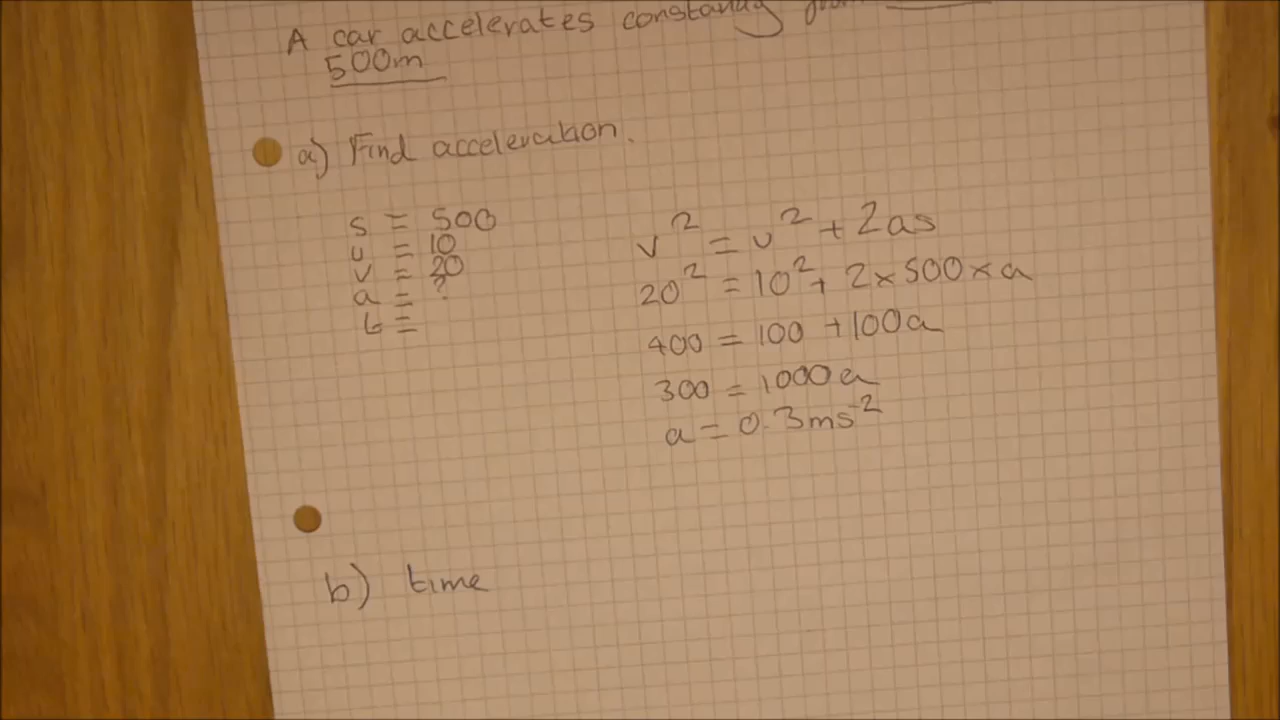 A car accelerates constantly from
500m
a) Find acceleration.
s = 500
u = 10
v = 20
a = ?
t =
v² = u² + 2as
20² = 10² + 2×500×a
400 = 100 + 100a
300 = 1000a
a = 0.3ms⁻²
b) time